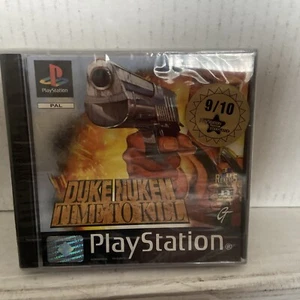 PlayStation
PAL
9/10
DUKE NUKEM
TIME TO KILL
PlayStation